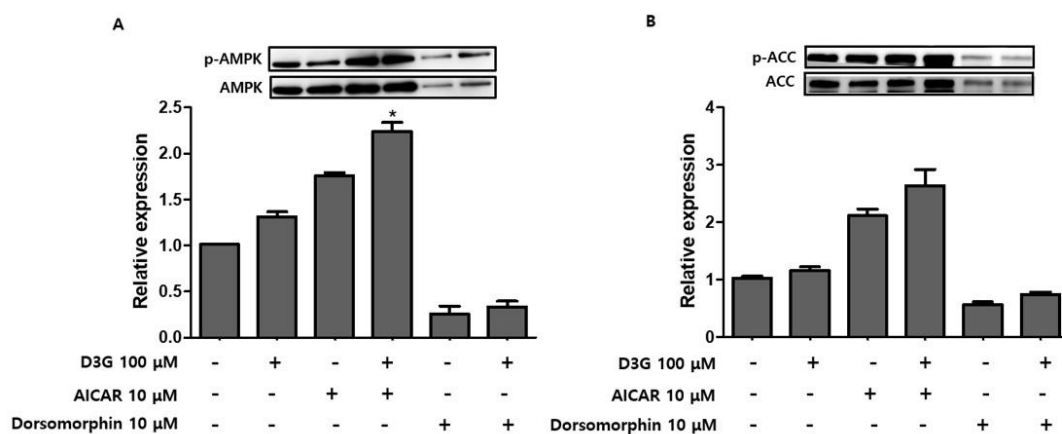 A
p-AMPK
AMPK
2.5
*
2.0
1.5
1.0
0.5
0.0
Relative expression
D3G 100 μM - + - + - +
AICAR 10 μM - - + + - -
Dorsomorphin 10 μM - - - - + +
B
p-ACC
ACC
4
3
2
1
0
Relative expression
D3G 100 μM - + - + - +
AICAR 10 μM - - + + - -
Dorsomorphin 10 μM - - - - + +